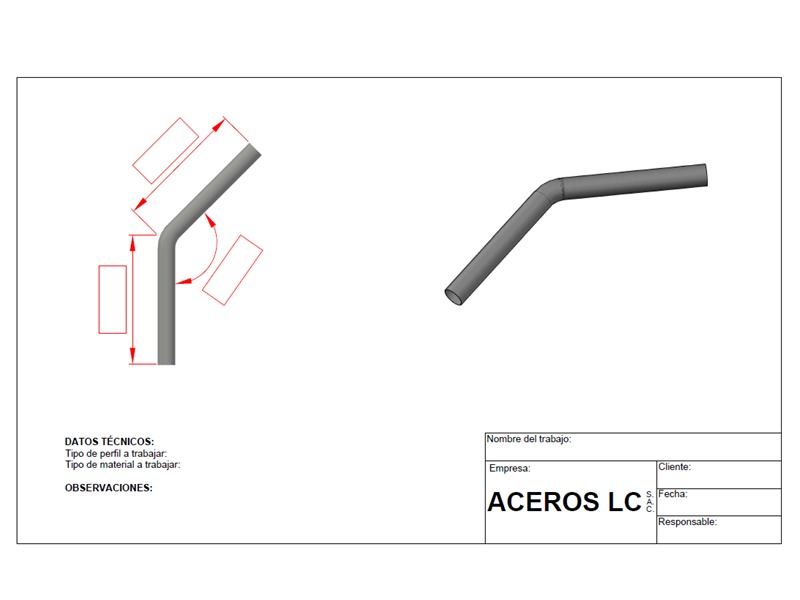 DATOS TÉCNICOS:
Tipo de perfil a trabajar:
Tipo de material a trabajar:
OBSERVACIONES:
Nombre del trabajo:
Empresa:
ACEROS LC S.A.C.
Cliente:
Fecha:
Responsable: